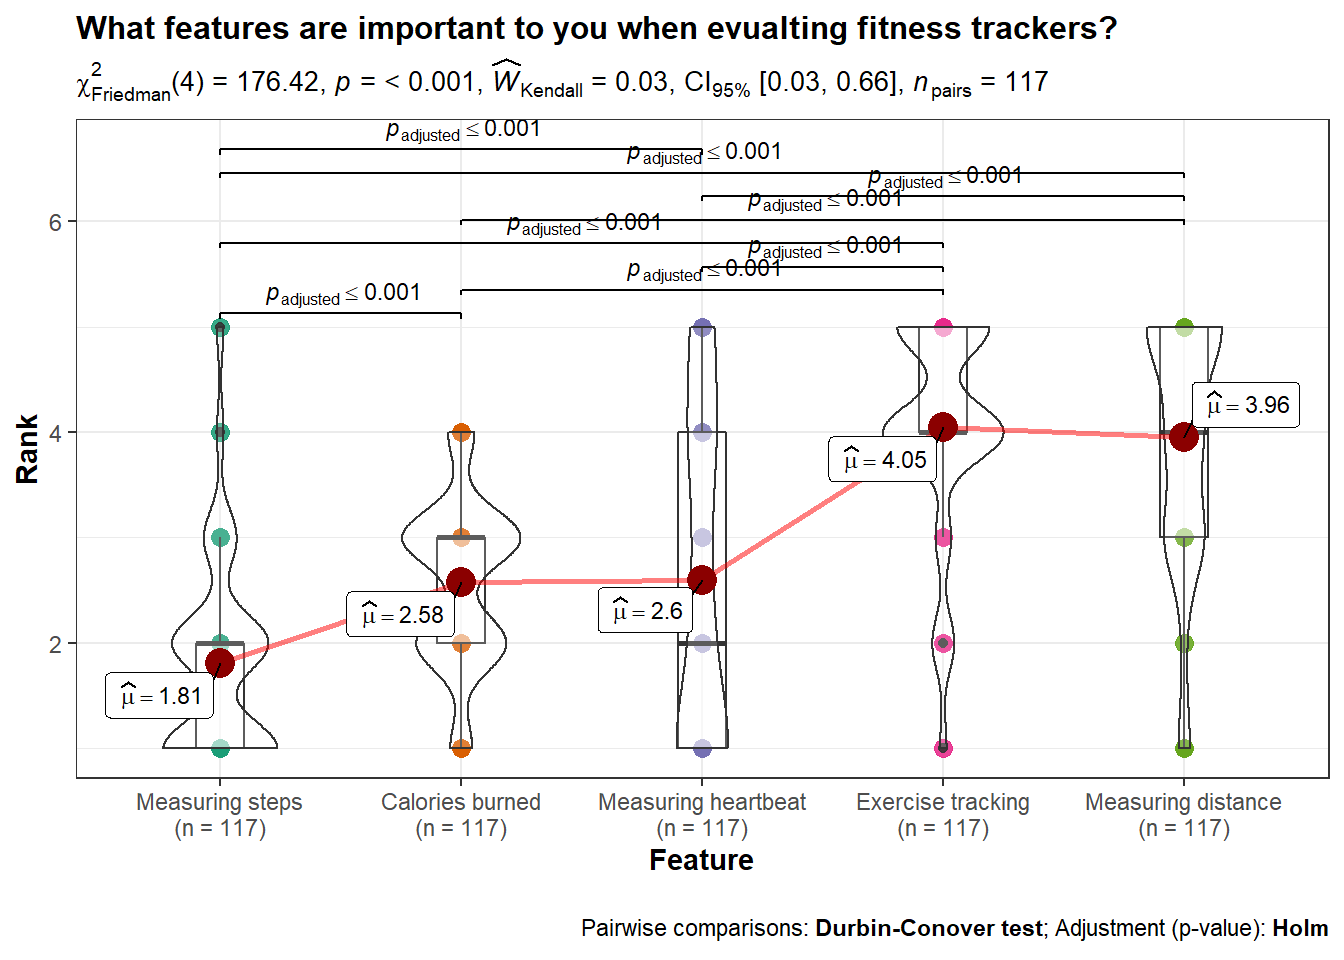 What features are important to you when evualting fitness trackers?
χ²Friedman(4) = 176.42, p = < 0.001, ŴKendall = 0.03, CI95% [0.03, 0.66], npairs = 117
padjusted ≤ 0.001
padjusted ≤ 0.001
padjusted ≤ 0.001
padjusted ≤ 0.001
padjusted ≤ 0.001
padjusted ≤ 0.001
padjusted ≤ 0.001
padjusted ≤ 0.001
6
4
2
Rank
μ̂ = 1.81
μ̂ = 2.58
μ̂ = 2.6
μ̂ = 4.05
μ̂ = 3.96
Measuring steps
(n = 117)
Calories burned
(n = 117)
Measuring heartbeat
(n = 117)
Exercise tracking
(n = 117)
Measuring distance
(n = 117)
Feature
Pairwise comparisons: Durbin-Conover test; Adjustment (p-value): Holm